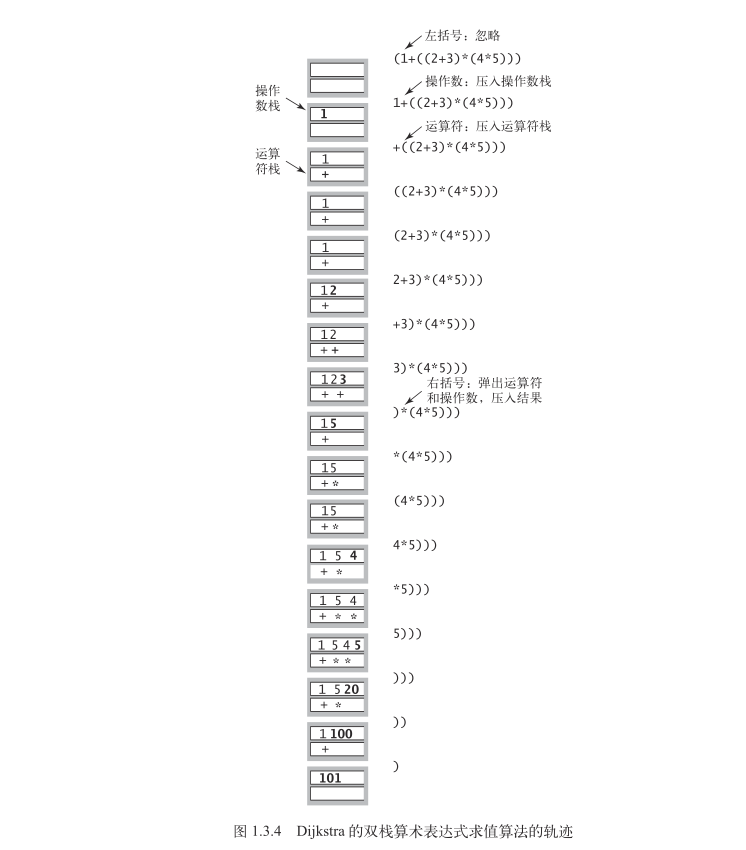 左括号：忽略
(1+((2+3)*(4*5)))
操作数：压入操作数栈
操作
数栈
1+((2+3)*(4*5)))
1
运算符：压入运算符栈
+((2+3)*(4*5)))
运算
符栈
1
+
((2+3)*(4*5)))
1
+
(2+3)*(4*5)))
1
+
2+3)*(4*5)))
1 2
+
+3)*(4*5)))
1 2
+ +
3)*(4*5)))
1 2 3
+ +
右括号：弹出运算符
和操作数，压入结果
)*(4*5)))
1 5
+
*(4*5)))
1 5
+ *
(4*5)))
1 5
+ *
4*5)))
1 5 4
+ *
*5)))
1 5 4
+ * *
5)))
1 5 4 5
+ * *
)))
1 5 20
+ *
))
1 100
+
)
101
图 1.3.4 Dijkstra 的双栈算术表达式求值算法的轨迹